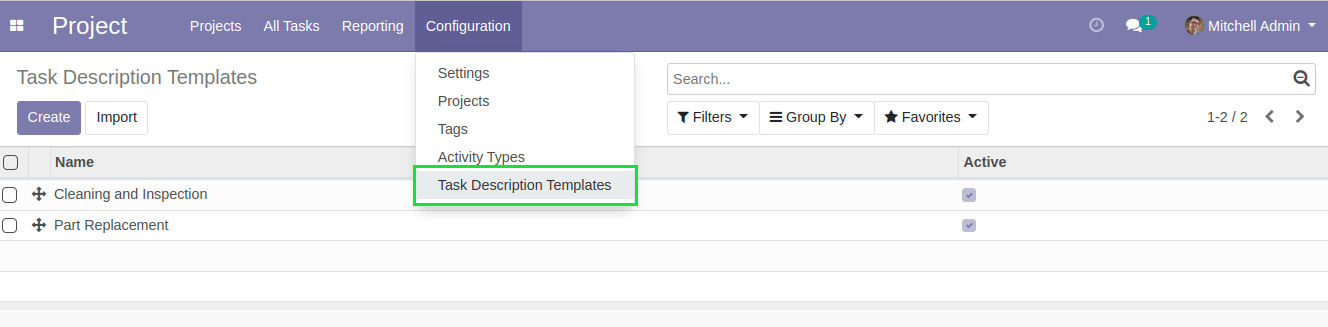 Project Projects All Tasks Reporting Configuration 1 Mitchell Admin
Task Description Templates
Search...
Create Import
Filters Group By Favorites 1-2 / 2
Settings
Projects
Tags
Activity Types
Task Description Templates
Name Active
Cleaning and Inspection
Part Replacement